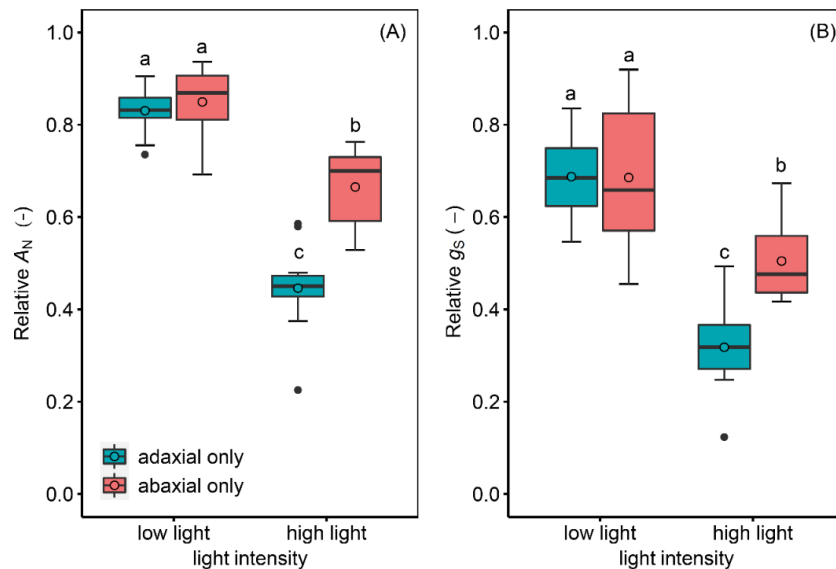 (A)
1.0
0.8
0.6
0.4
0.2
0.0
Relative AN (-)
a
a
b
c
adaxial only
abaxial only
low light
high light
light intensity
(B)
1.0
0.8
0.6
0.4
0.2
0.0
Relative gS (−)
a
a
b
c
low light
high light
light intensity